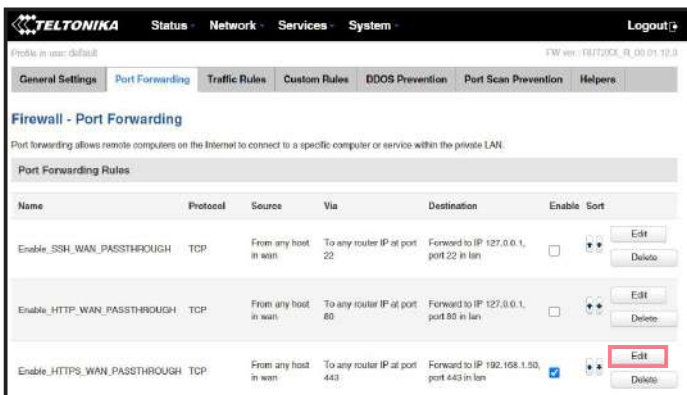 TELTONIKA Status Network Services System Logout
Profile in use: default FW ver.:
General Settings Port Forwarding Traffic Rules Custom Rules DDOS Prevention Port Scan Prevention Helpers
Firewall - Port Forwarding
Port forwarding allows remote computers on the Internet to connect to a specific computer or service within the private LAN.
Port Forwarding Rules
Name Protocol Source Via Destination Enable Sort
Enable_SSH_WAN_PASSTHROUGH TCP From any host in wan To any router IP at port 22 Forward to IP 127.0.0.1, port 22 in lan Edit Delete
Enable_HTTP_WAN_PASSTHROUGH TCP From any host in wan To any router IP at port 80 Forward to IP 127.0.0.1, port 80 in lan Edit Delete
Enable_HTTPS_WAN_PASSTHROUGH TCP From any host in wan To any router IP at port 443 Forward to IP 192.168.1.50, port 443 in lan Edit Delete